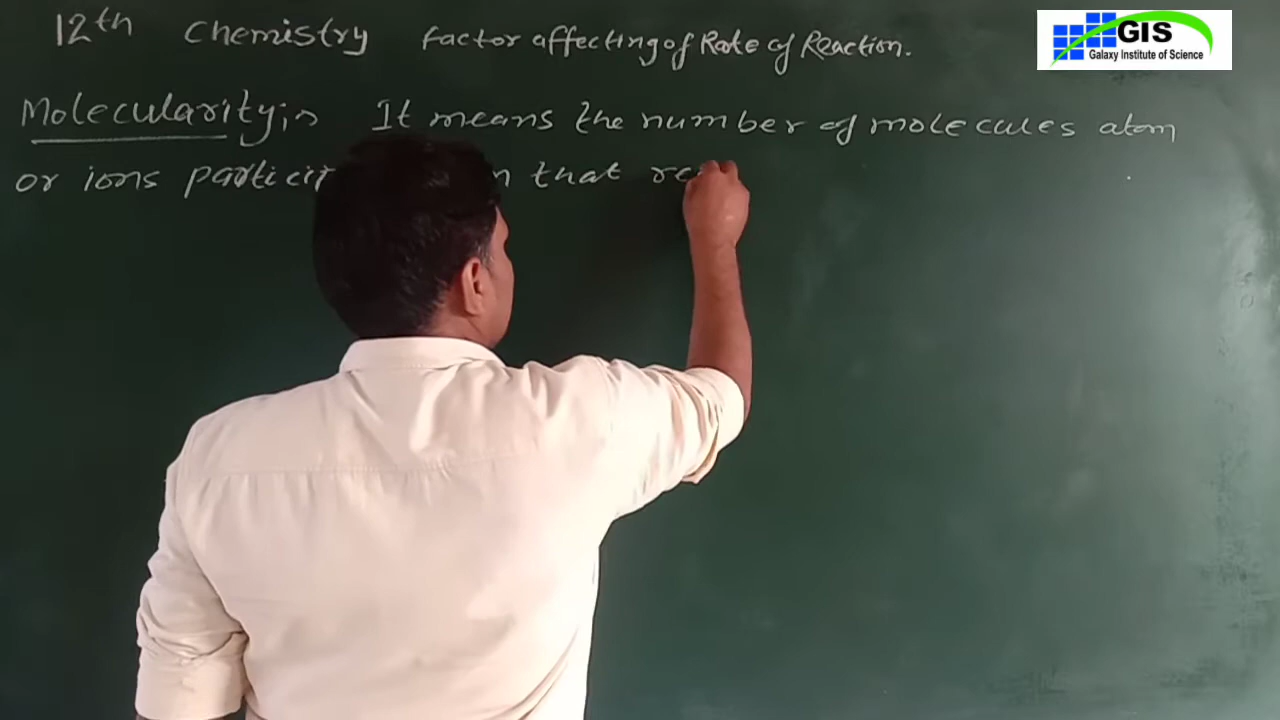 12th Chemistry factor affecting of Rate of Reaction.
GIS
Galaxy Institute of Science
Molecularity;~ It means the number of molecules atom
or ions particip n that re